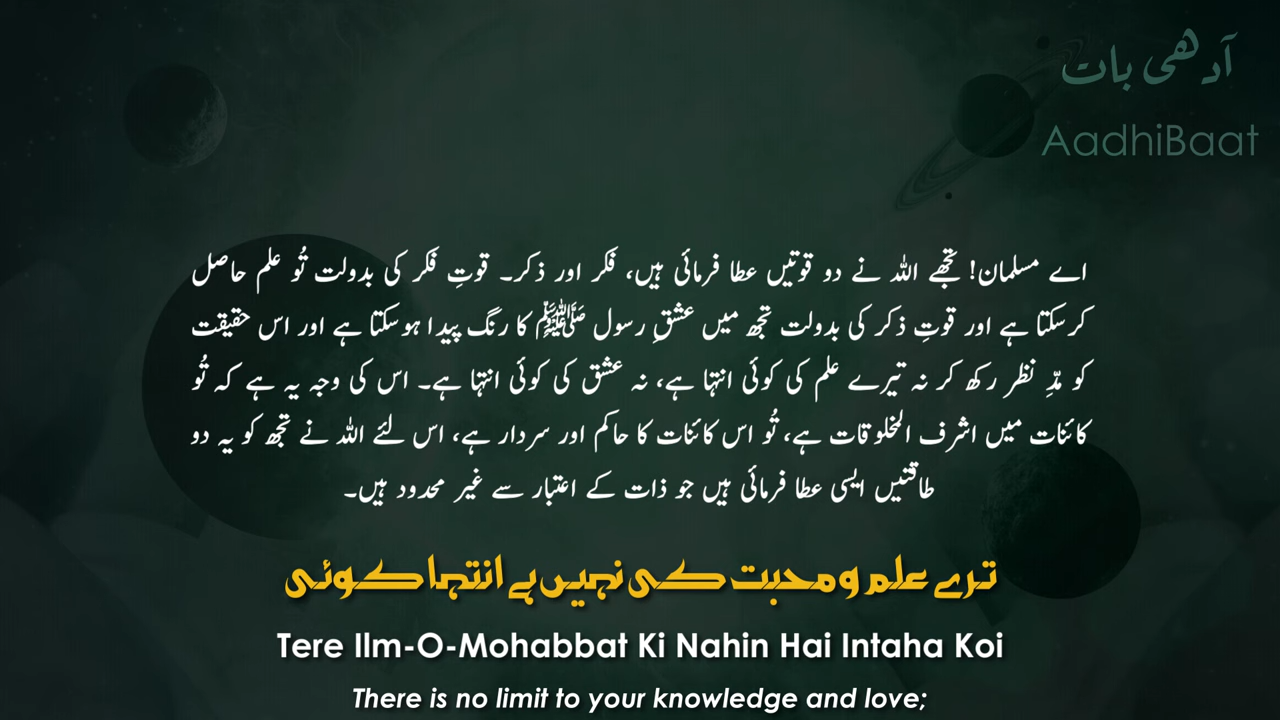 آدھی بات
AadhiBaat
اے مسلمان! تجھے اللہ نے دو قوتیں عطا فرمائی ہیں، فکر اور ذکر۔ قوتِ فکر کی بدولت تُو علم حاصل
کرسکتا ہے اور قوتِ ذکر کی بدولت تجھ میں عشقِ رسول ﷺ کا رنگ پیدا ہوسکتا ہے اور اس حقیقت
کو مدِّ نظر رکھ کر نہ تیرے علم کی کوئی انتہا ہے، نہ عشق کی کوئی انتہا ہے۔ اس کی وجہ یہ ہے کہ تُو
کائنات میں اشرف المخلوقات ہے، تُو اس کائنات کا حاکم اور سردار ہے، اس لئے اللہ نے تجھ کو یہ دو
طاقتیں ایسی عطا فرمائی ہیں جو ذات کے اعتبار سے غیر محدود ہیں۔
ترے علم و محبت کی نہیں ہے انتہا کوئی
Tere Ilm-O-Mohabbat Ki Nahin Hai Intaha Koi
There is no limit to your knowledge and love;